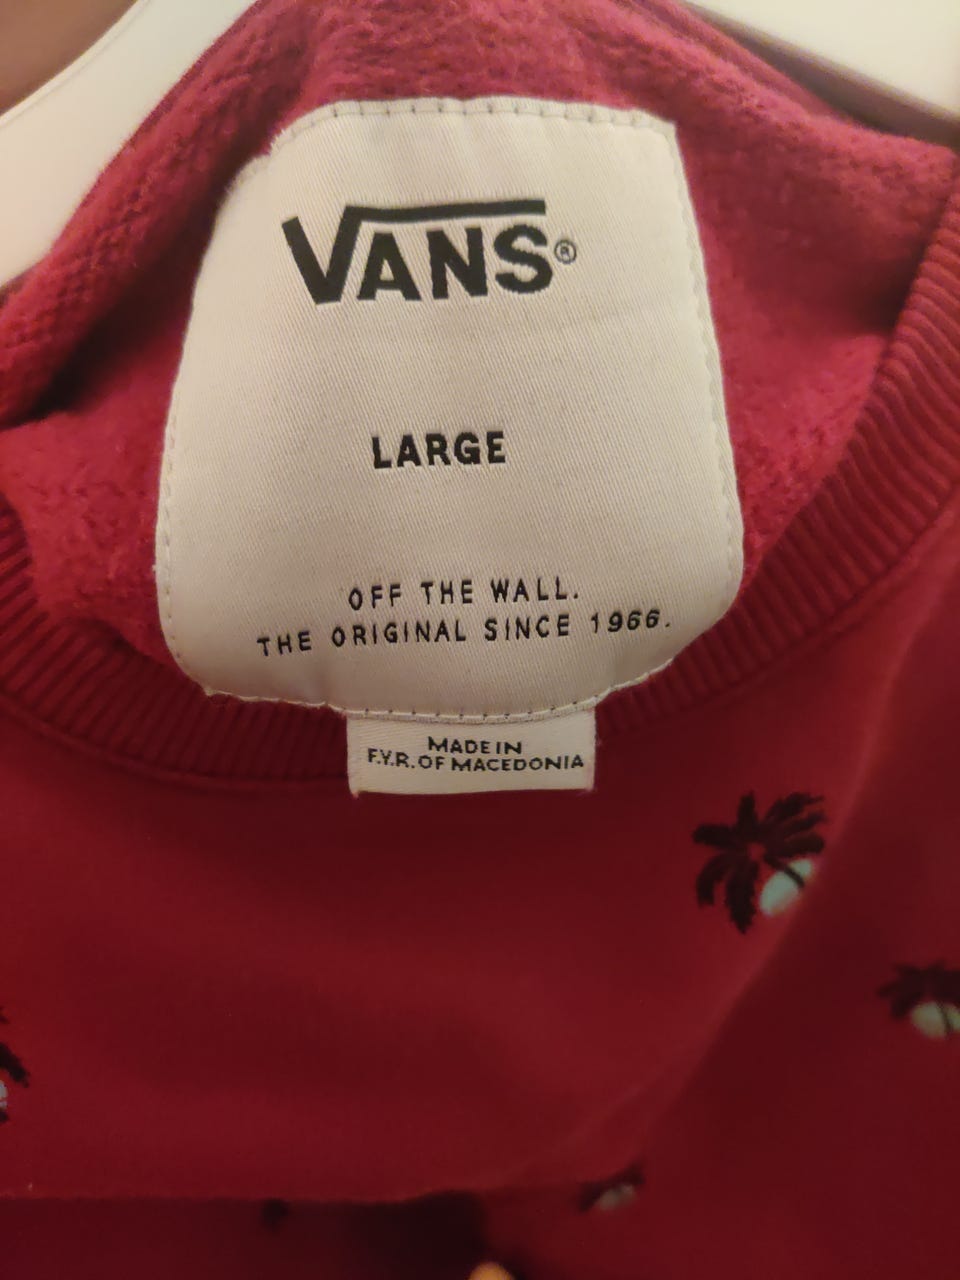 VANS®
LARGE
OFF THE WALL.
THE ORIGINAL SINCE 1966.
MADE IN
F.Y.R. OF MACEDONIA